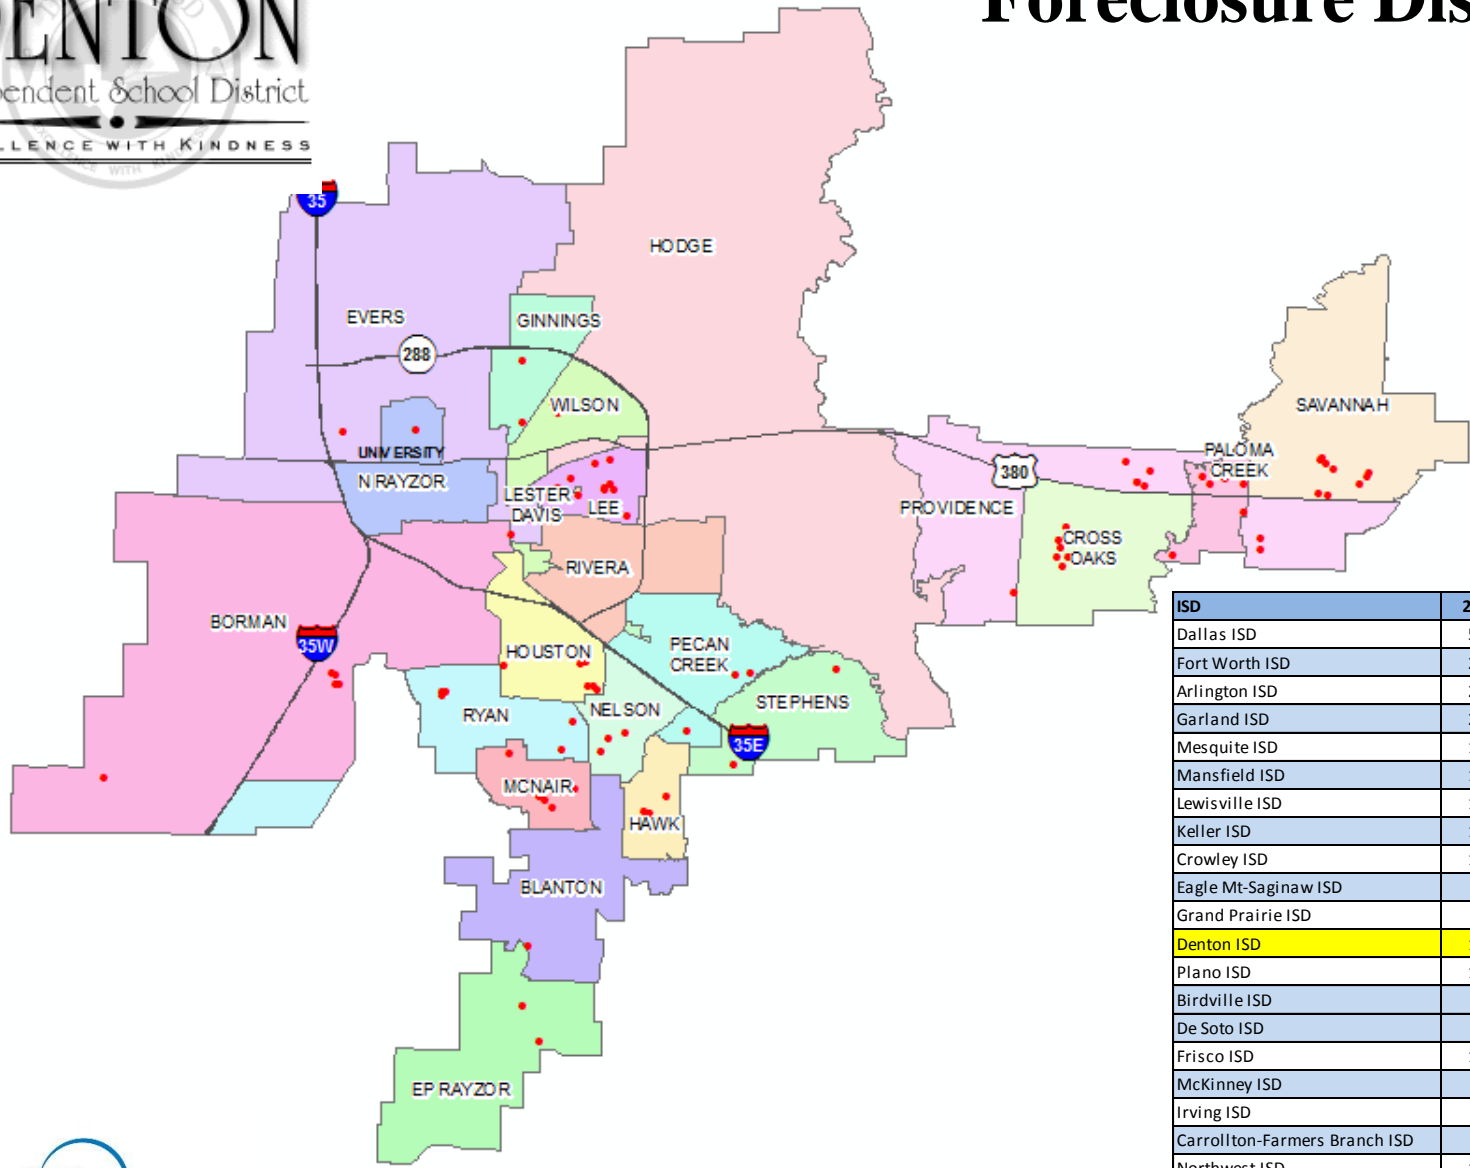 Foreclosure Dis
ENTON
endent School District
LLENCE WITH KINDNESS
35
HODGE
EVERS
GINNINGS
288
WILSON
SAVANNAH
UNIVERSITY
PALOMA
CREEK
380
N RAYZOR
LESTER
DAVIS
LEE
PROVIDENCE
CROSS
OAKS
RIVERA
BORMAN
35W
HOUSTON
PECAN
CREEK
RYAN
NELSON
STEPHENS
35E
MCNAIR
HAWK
BLANTON
EP RAYZOR
ISD 2
Dallas ISD
Fort Worth ISD
Arlington ISD
Garland ISD
Mesquite ISD
Mansfield ISD
Lewisville ISD
Keller ISD
Crowley ISD
Eagle Mt-Saginaw ISD
Grand Prairie ISD
Denton ISD
Plano ISD
Birdville ISD
De Soto ISD
Frisco ISD
McKinney ISD
Irving ISD
Carrollton-Farmers Branch ISD
Northwest ISD